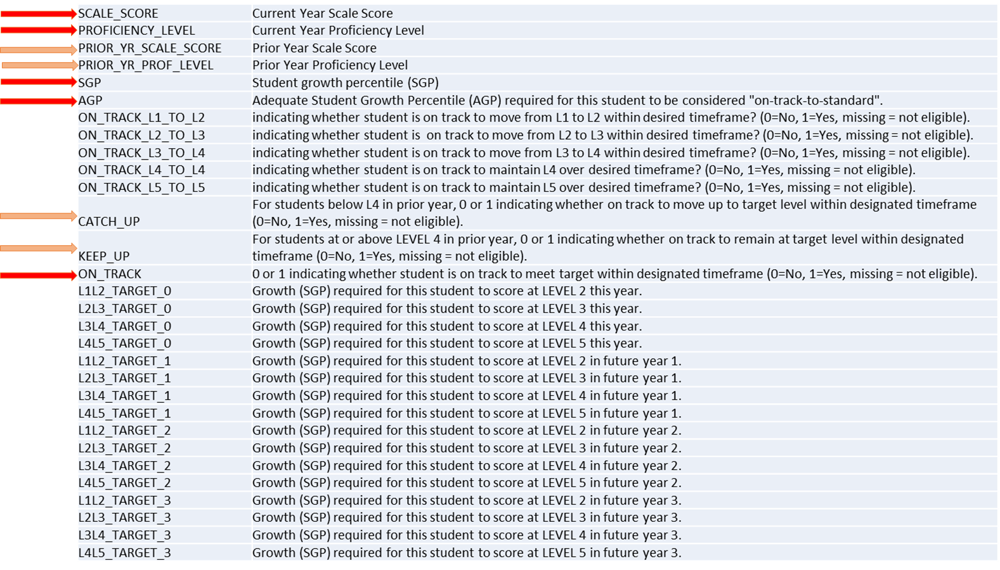 SCALE_SCORE Current Year Scale Score
PROFICIENCY_LEVEL Current Year Proficiency Level
PRIOR_YR_SCALE_SCORE Prior Year Scale Score
PRIOR_YR_PROF_LEVEL Prior Year Proficiency Level
SGP Student growth percentile (SGP)
AGP Adequate Student Growth Percentile (AGP) required for this student to be considered "on-track-to-standard".
ON_TRACK_L1_TO_L2 indicating whether student is on track to move from L1 to L2 within desired timeframe? (0=No, 1=Yes, missing = not eligible).
ON_TRACK_L2_TO_L3 indicating whether student is on track to move from L2 to L3 within desired timeframe? (0=No, 1=Yes, missing = not eligible).
ON_TRACK_L3_TO_L4 indicating whether student is on track to move from L3 to L4 within desired timeframe? (0=No, 1=Yes, missing = not eligible).
ON_TRACK_L4_TO_L4 indicating whether student is on track to maintain L4 over desired timeframe? (0=No, 1=Yes, missing = not eligible).
ON_TRACK_L5_TO_L5 indicating whether student is on track to maintain L5 over desired timeframe? (0=No, 1=Yes, missing = not eligible).
For students below L4 in prior year, 0 or 1 indicating whether on track to move up to target level within designated timeframe
CATCH_UP (0=No, 1=Yes, missing = not eligible).
For students at or above LEVEL 4 in prior year, 0 or 1 indicating whether on track to remain at target level within designated
KEEP_UP timeframe (0=No, 1=Yes, missing = not eligible).
ON_TRACK 0 or 1 indicating whether student is on track to meet target within designated timeframe (0=No, 1=Yes, missing = not eligible).
L1L2_TARGET_0 Growth (SGP) required for this student to score at LEVEL 2 this year.
L2L3_TARGET_0 Growth (SGP) required for this student to score at LEVEL 3 this year.
L3L4_TARGET_0 Growth (SGP) required for this student to score at LEVEL 4 this year.
L4L5_TARGET_0 Growth (SGP) required for this student to score at LEVEL 5 this year.
L1L2_TARGET_1 Growth (SGP) required for this student to score at LEVEL 2 in future year 1.
L2L3_TARGET_1 Growth (SGP) required for this student to score at LEVEL 3 in future year 1.
L3L4_TARGET_1 Growth (SGP) required for this student to score at LEVEL 4 in future year 1.
L4L5_TARGET_1 Growth (SGP) required for this student to score at LEVEL 5 in future year 1.
L1L2_TARGET_2 Growth (SGP) required for this student to score at LEVEL 2 in future year 2.
L2L3_TARGET_2 Growth (SGP) required for this student to score at LEVEL 3 in future year 2.
L3L4_TARGET_2 Growth (SGP) required for this student to score at LEVEL 4 in future year 2.
L4L5_TARGET_2 Growth (SGP) required for this student to score at LEVEL 5 in future year 2.
L1L2_TARGET_3 Growth (SGP) required for this student to score at LEVEL 2 in future year 3.
L2L3_TARGET_3 Growth (SGP) required for this student to score at LEVEL 3 in future year 3.
L3L4_TARGET_3 Growth (SGP) required for this student to score at LEVEL 4 in future year 3.
L4L5_TARGET_3 Growth (SGP) required for this student to score at LEVEL 5 in future year 3.